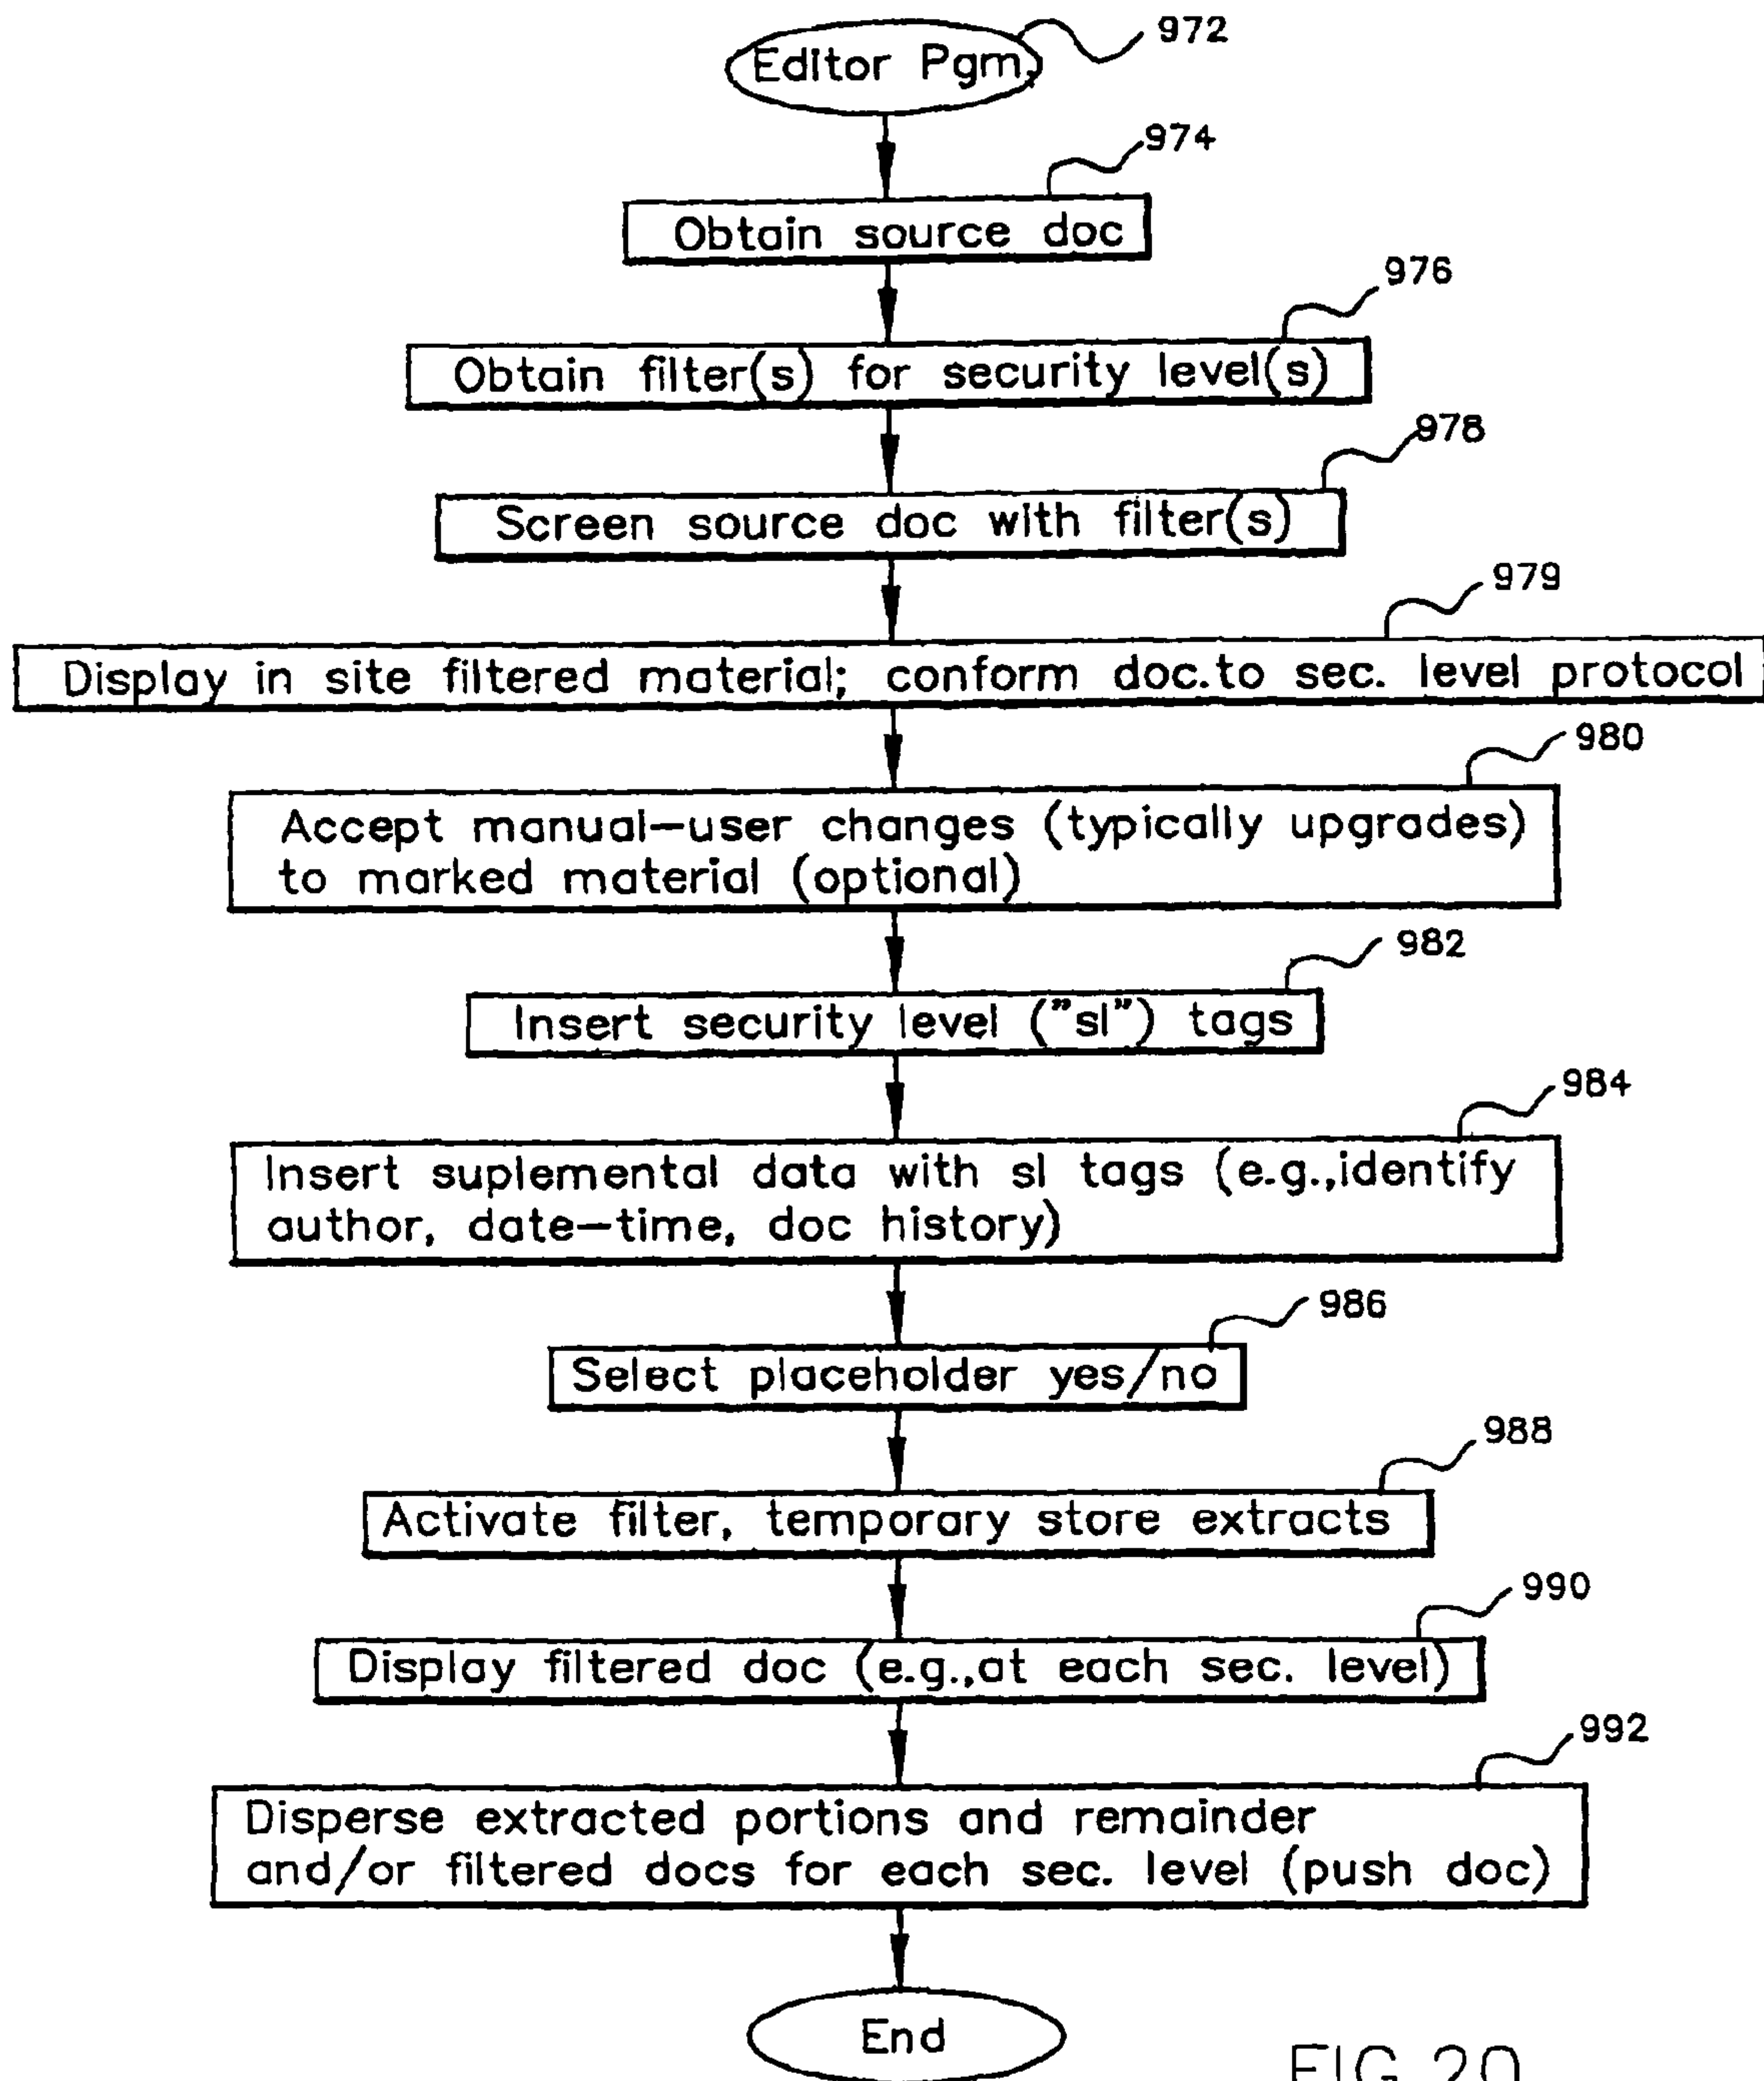 Editor Pgm.
972
974
Obtain source doc
976
Obtain filter(s) for security level(s)
978
Screen source doc with filter(s)
979
Display in site filtered material; conform doc.to sec. level protocol
980
Accept manual-user changes (typically upgrades)
to marked material (optional)
982
Insert security level ("sl") tags
984
Insert suplemental data with sl tags (e.g.,identify
author, date-time, doc history)
986
Select placeholder yes/no
988
Activate filter, temporary store extracts
990
Display filtered doc (e.g.,at each sec. level)
992
Disperse extracted portions and remainder
and/or filtered docs for each sec. level (push doc)
End
FIG 20